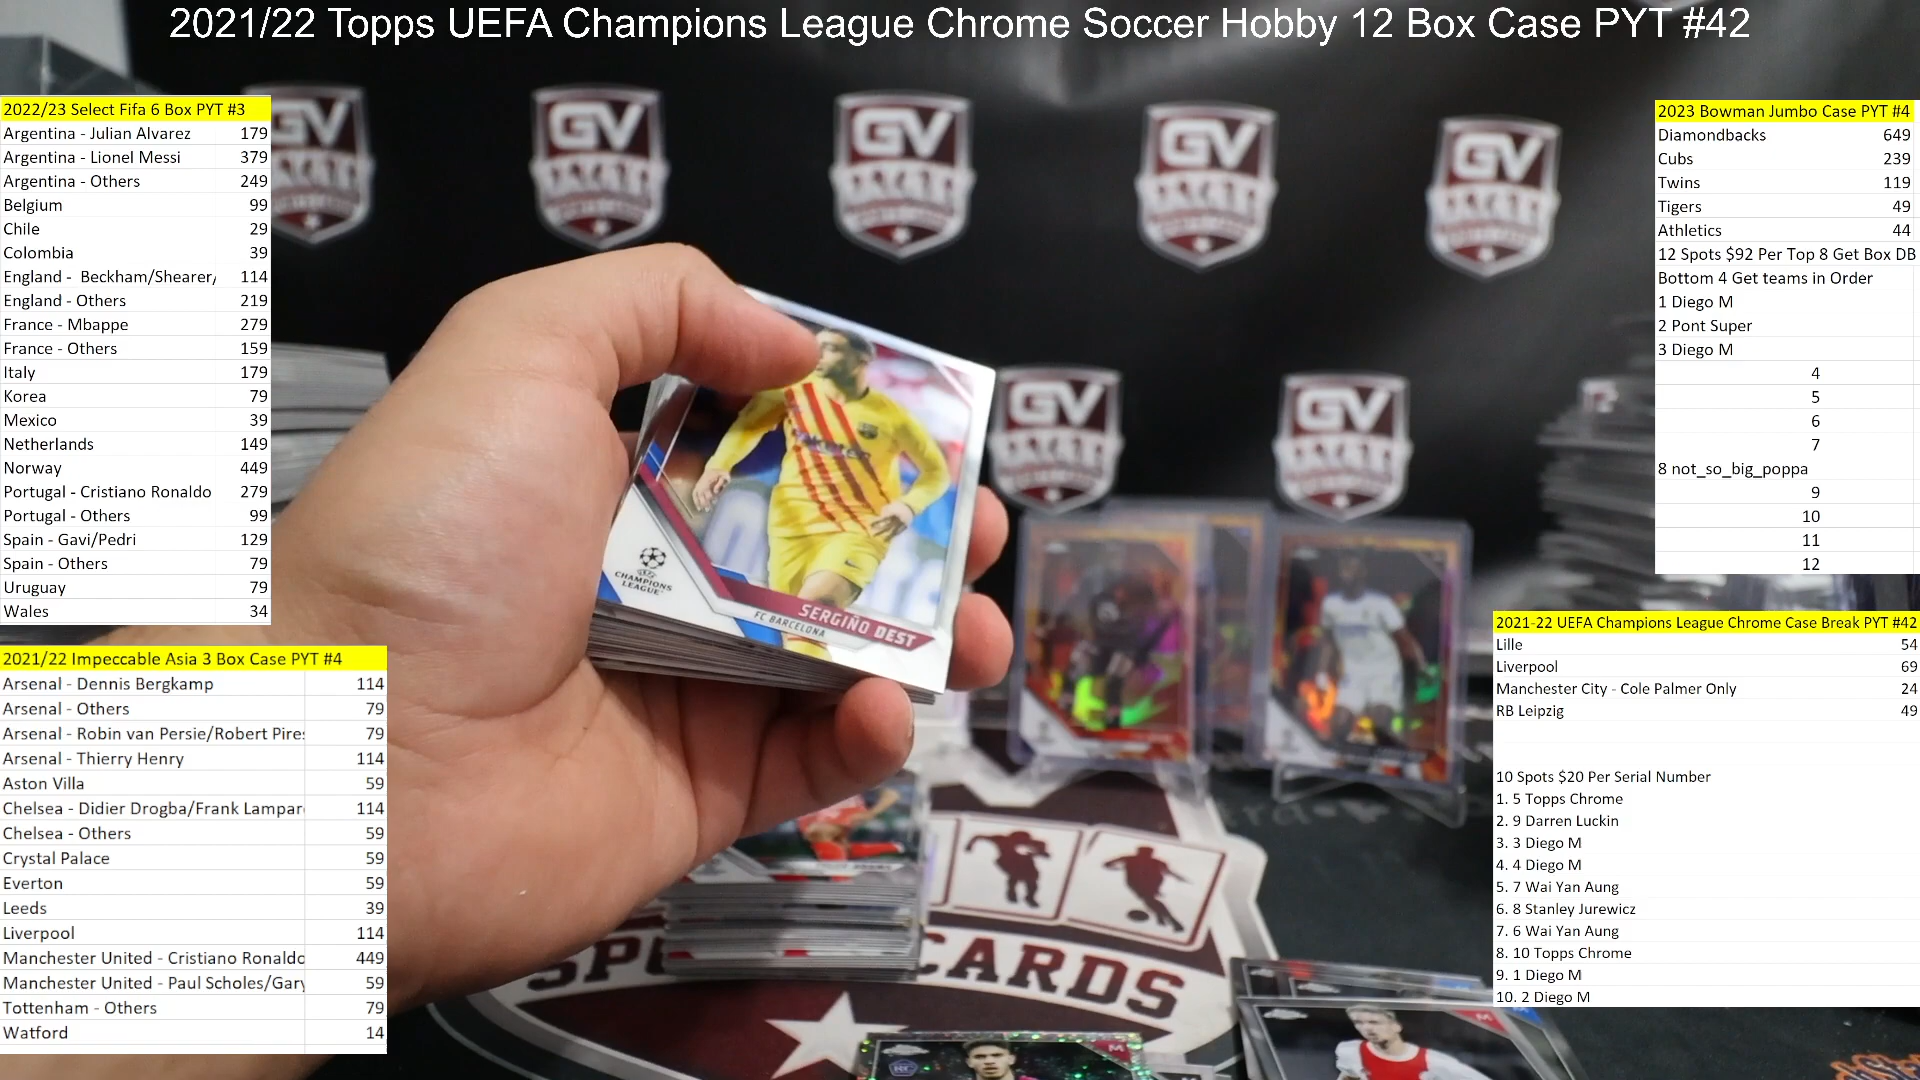 2021/22 Topps UEFA Champions League Chrome Soccer Hobby 12 Box Case PYT #42
2022/23 Select Fifa 6 Box PYT #3
Argentina - Julian Alvarez 179
Argentina - Lionel Messi 379
Argentina - Others 249
Belgium 99
Chile 29
Colombia 39
England - Beckham/Shearer/ 114
England - Others 219
France - Mbappe 279
France - Others 159
Italy 179
Korea 79
Mexico 39
Netherlands 149
Norway 449
Portugal - Cristiano Ronaldo 279
Portugal - Others 99
Spain - Gavi/Pedri 129
Spain - Others 79
Uruguay 79
Wales 34
2021/22 Impeccable Asia 3 Box Case PYT #4
Arsenal - Dennis Bergkamp 114
Arsenal - Others 79
Arsenal - Robin van Persie/Robert Pires 79
Arsenal - Thierry Henry 114
Aston Villa 59
Chelsea - Didier Drogba/Frank Lampar 114
Chelsea - Others 59
Crystal Palace 59
Everton 59
Leeds 39
Liverpool 114
Manchester United - Cristiano Ronaldo 449
Manchester United - Paul Scholes/Gary 59
Tottenham - Others 79
Watford 14
2023 Bowman Jumbo Case PYT #4
Diamondbacks 649
Cubs 239
Twins 119
Tigers 49
Athletics 44
12 Spots $92 Per Top 8 Get Box DB
Bottom 4 Get teams in Order
1 Diego M
2 Pont Super
3 Diego M
4
5
6
7
8 not_so_big_poppa
9
10
11
12
2021-22 UEFA Champions League Chrome Case Break PYT #42
Lille 54
Liverpool 69
Manchester City - Cole Palmer Only 24
RB Leipzig 49
10 Spots $20 Per Serial Number
1. 5 Topps Chrome
2. 9 Darren Luckin
3. 3 Diego M
4. 4 Diego M
5. 7 Wai Yan Aung
6. 8 Stanley Jurewicz
7. 6 Wai Yan Aung
8. 10 Topps Chrome
9. 1 Diego M
10. 2 Diego M
GV
GV
GV
GV
GV
GV
GV
UEFA
CHAMPIONS
LEAGUE
SERGIÑO DEST
FC BARCELONA
CARDS